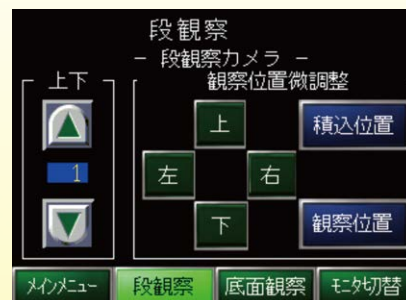 段観察
－ 段観察カメラ －
観察位置微調整
上下
1
上
左
右
下
積込位置
観察位置
メインメニュー
段観察
底面観察
モニタ切替